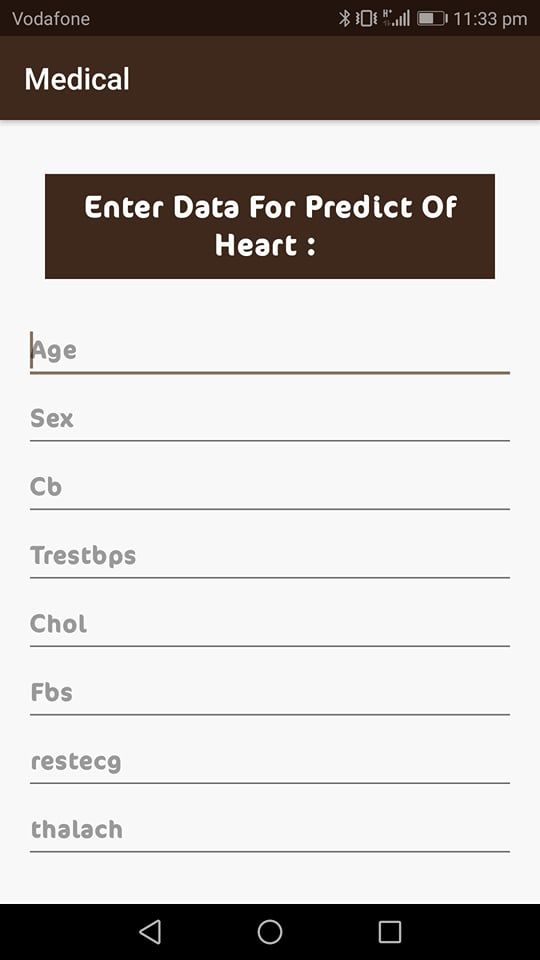 Vodafone 11:33 pm
Medical
Enter Data For Predict Of
Heart :
Age
Sex
Cb
Trestbps
Chol
Fbs
restecg
thalach